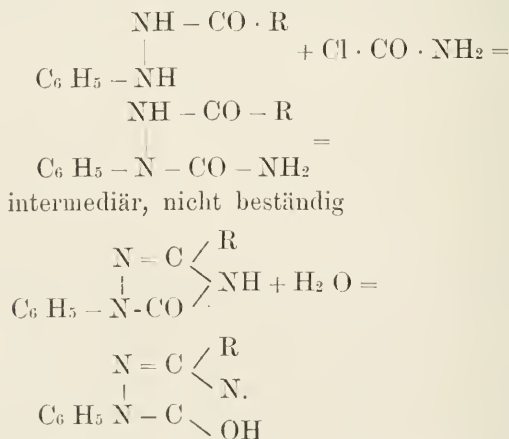 NH – CO · R
+ Cl · CO · NH₂ =
C₆ H₅ – NH
NH – CO – R
=
C₆ H₅ – N – CO – NH₂
intermediär, nicht beständig
R
N = C
NH + H₂ O =
C₆ H₅ – N - CO
R
N = C
N.
C₆ H₅ N – C
OH